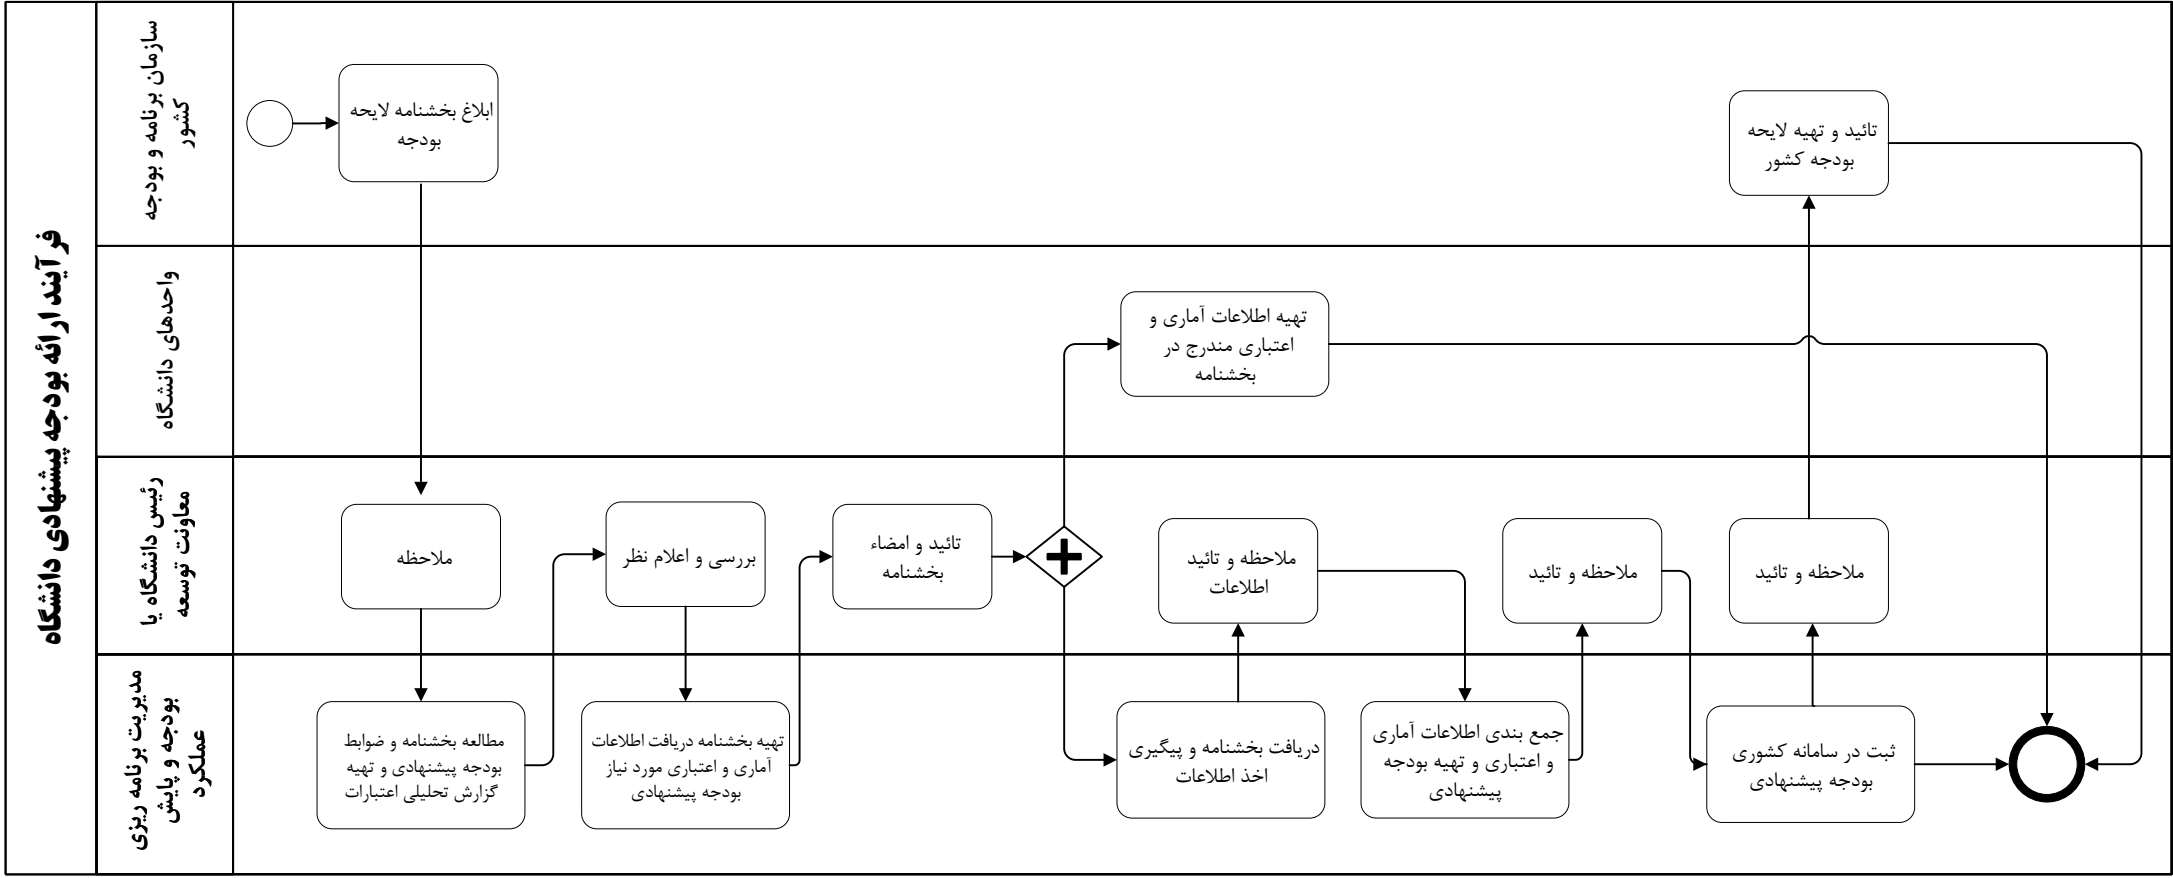 فرآیند ارائه بودجه پیشنهادی دانشگاه
سازمان برنامه و بودجه
کشور
ابلاغ بخشنامه لایحه
بودجه
تائید و تهیه لایحه
بودجه کشور
واحدهای دانشگاه
تهیه اطلاعات آماری و
اعتباری مندرج در
بخشنامه
رئیس دانشگاه یا
معاونت توسعه
ملاحظه
بررسی و اعلام نظر
تائید و امضاء
بخشنامه
ملاحظه و تائید
اطلاعات
ملاحظه و تائید
ملاحظه و تائید
مدیریت برنامه ریزی
بودجه و پایش
عملکرد
مطالعه بخشنامه و ضوابط
بودجه پیشنهادی و تهیه
گزارش تحلیلی اعتبارات
تهیه بخشنامه دریافت اطلاعات
آماری و اعتباری مورد نیاز
بودجه پیشنهادی
دریافت بخشنامه و پیگیری
اخذ اطلاعات
جمع بندی اطلاعات آماری
و اعتباری و تهیه بودجه
پیشنهادی
ثبت در سامانه کشوری
بودجه پیشنهادی